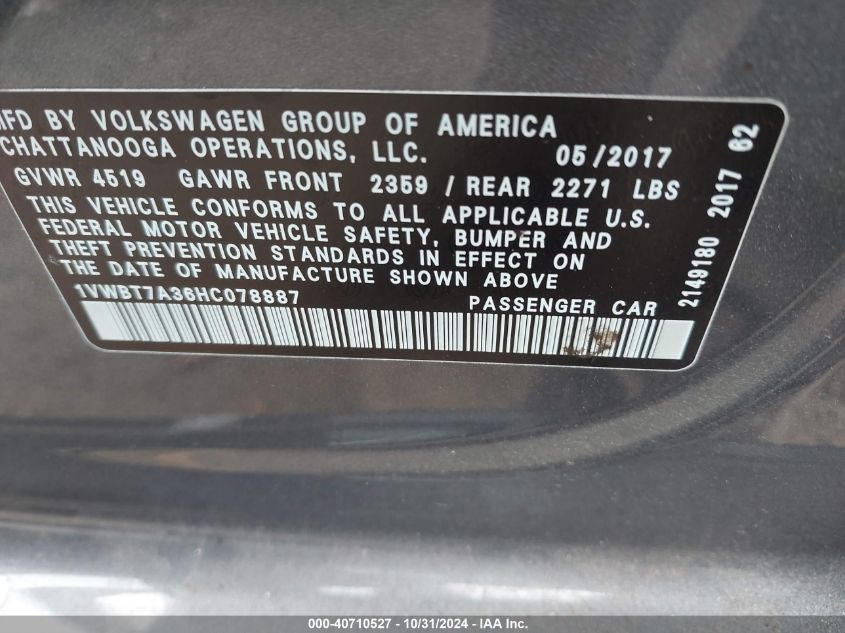 MFD BY VOLKSWAGEN GROUP OF AMERICA
CHATTANOOGA OPERATIONS, LLC. 05/2017
GVWR 4519 GAWR FRONT 2359 / REAR 2271 LBS
THIS VEHICLE CONFORMS TO ALL APPLICABLE U.S.
FEDERAL MOTOR VEHICLE SAFETY, BUMPER AND
THEFT PREVENTION STANDARDS IN EFFECT ON
THE DATE OF MANUFACTURE SHOWN ABOVE
1VWBT7A36HC078887 PASSENGER CAR
2149180 2017 62
000-40710527 - 10/31/2024 - IAA Inc.